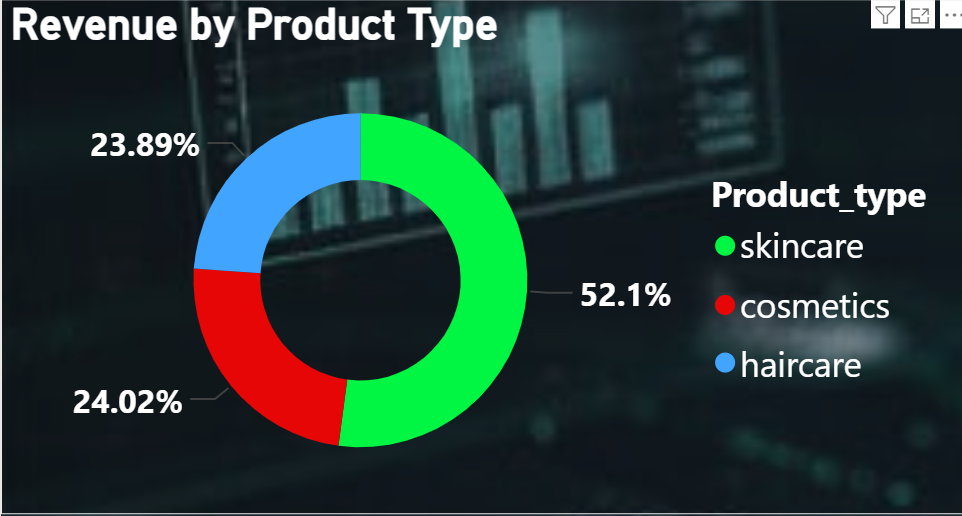 Revenue by Product Type
23.89%
52.1%
24.02%
Product_type
skincare
cosmetics
haircare